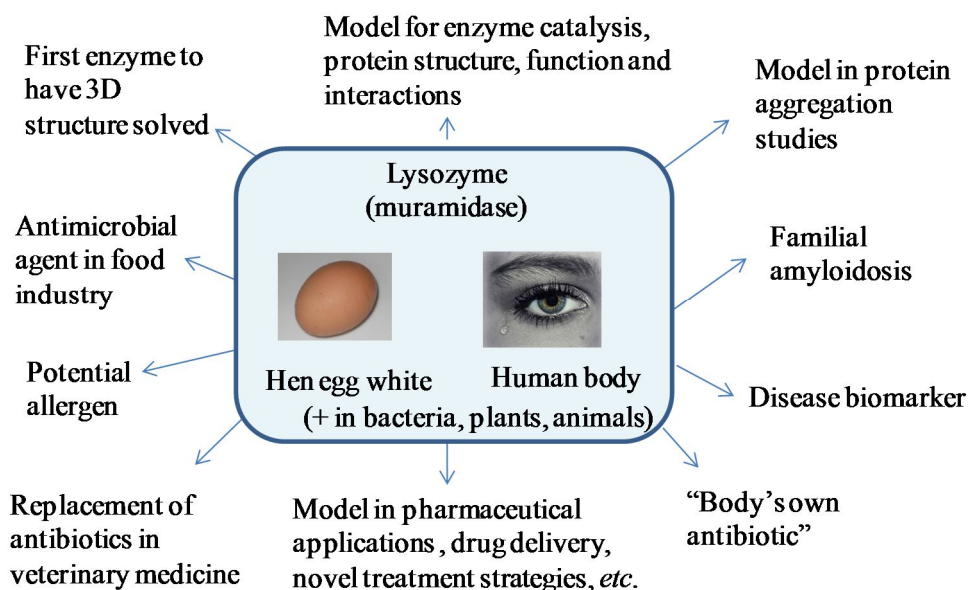 First enzyme to
have 3D
structure solved
Model for enzyme catalysis,
protein structure, function and
interactions
Model in protein
aggregation
studies
Lysozyme
(muramidase)
Antimicrobial
agent in food
industry
Familial
amyloidosis
Potential
allergen
Hen egg white
Human body
(+ in bacteria, plants, animals)
Disease biomarker
Replacement of
antibiotics in
veterinary medicine
Model in pharmaceutical
applications , drug delivery,
novel treatment strategies, etc.
“Body’s own
antibiotic”